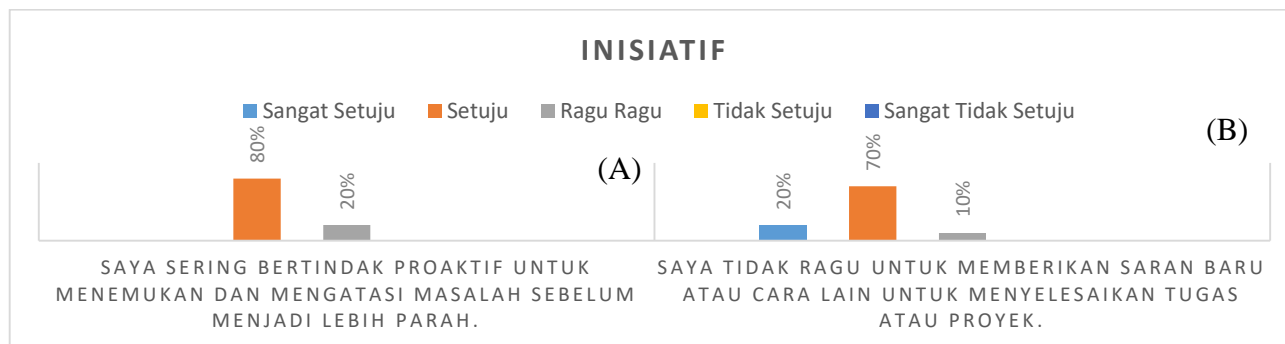 INISIATIF
Sangat Setuju Setuju Ragu Ragu Tidak Setuju Sangat Tidak Setuju
(A)
80%
20%
SAYA SERING BERTINDAK PROAKTIF UNTUK
MENEMUKAN DAN MENGATASI MASALAH SEBELUM
MENJADI LEBIH PARAH.
(B)
20%
70%
10%
SAYA TIDAK RAGU UNTUK MEMBERIKAN SARAN BARU
ATAU CARA LAIN UNTUK MENYELESAIKAN TUGAS
ATAU PROYEK.